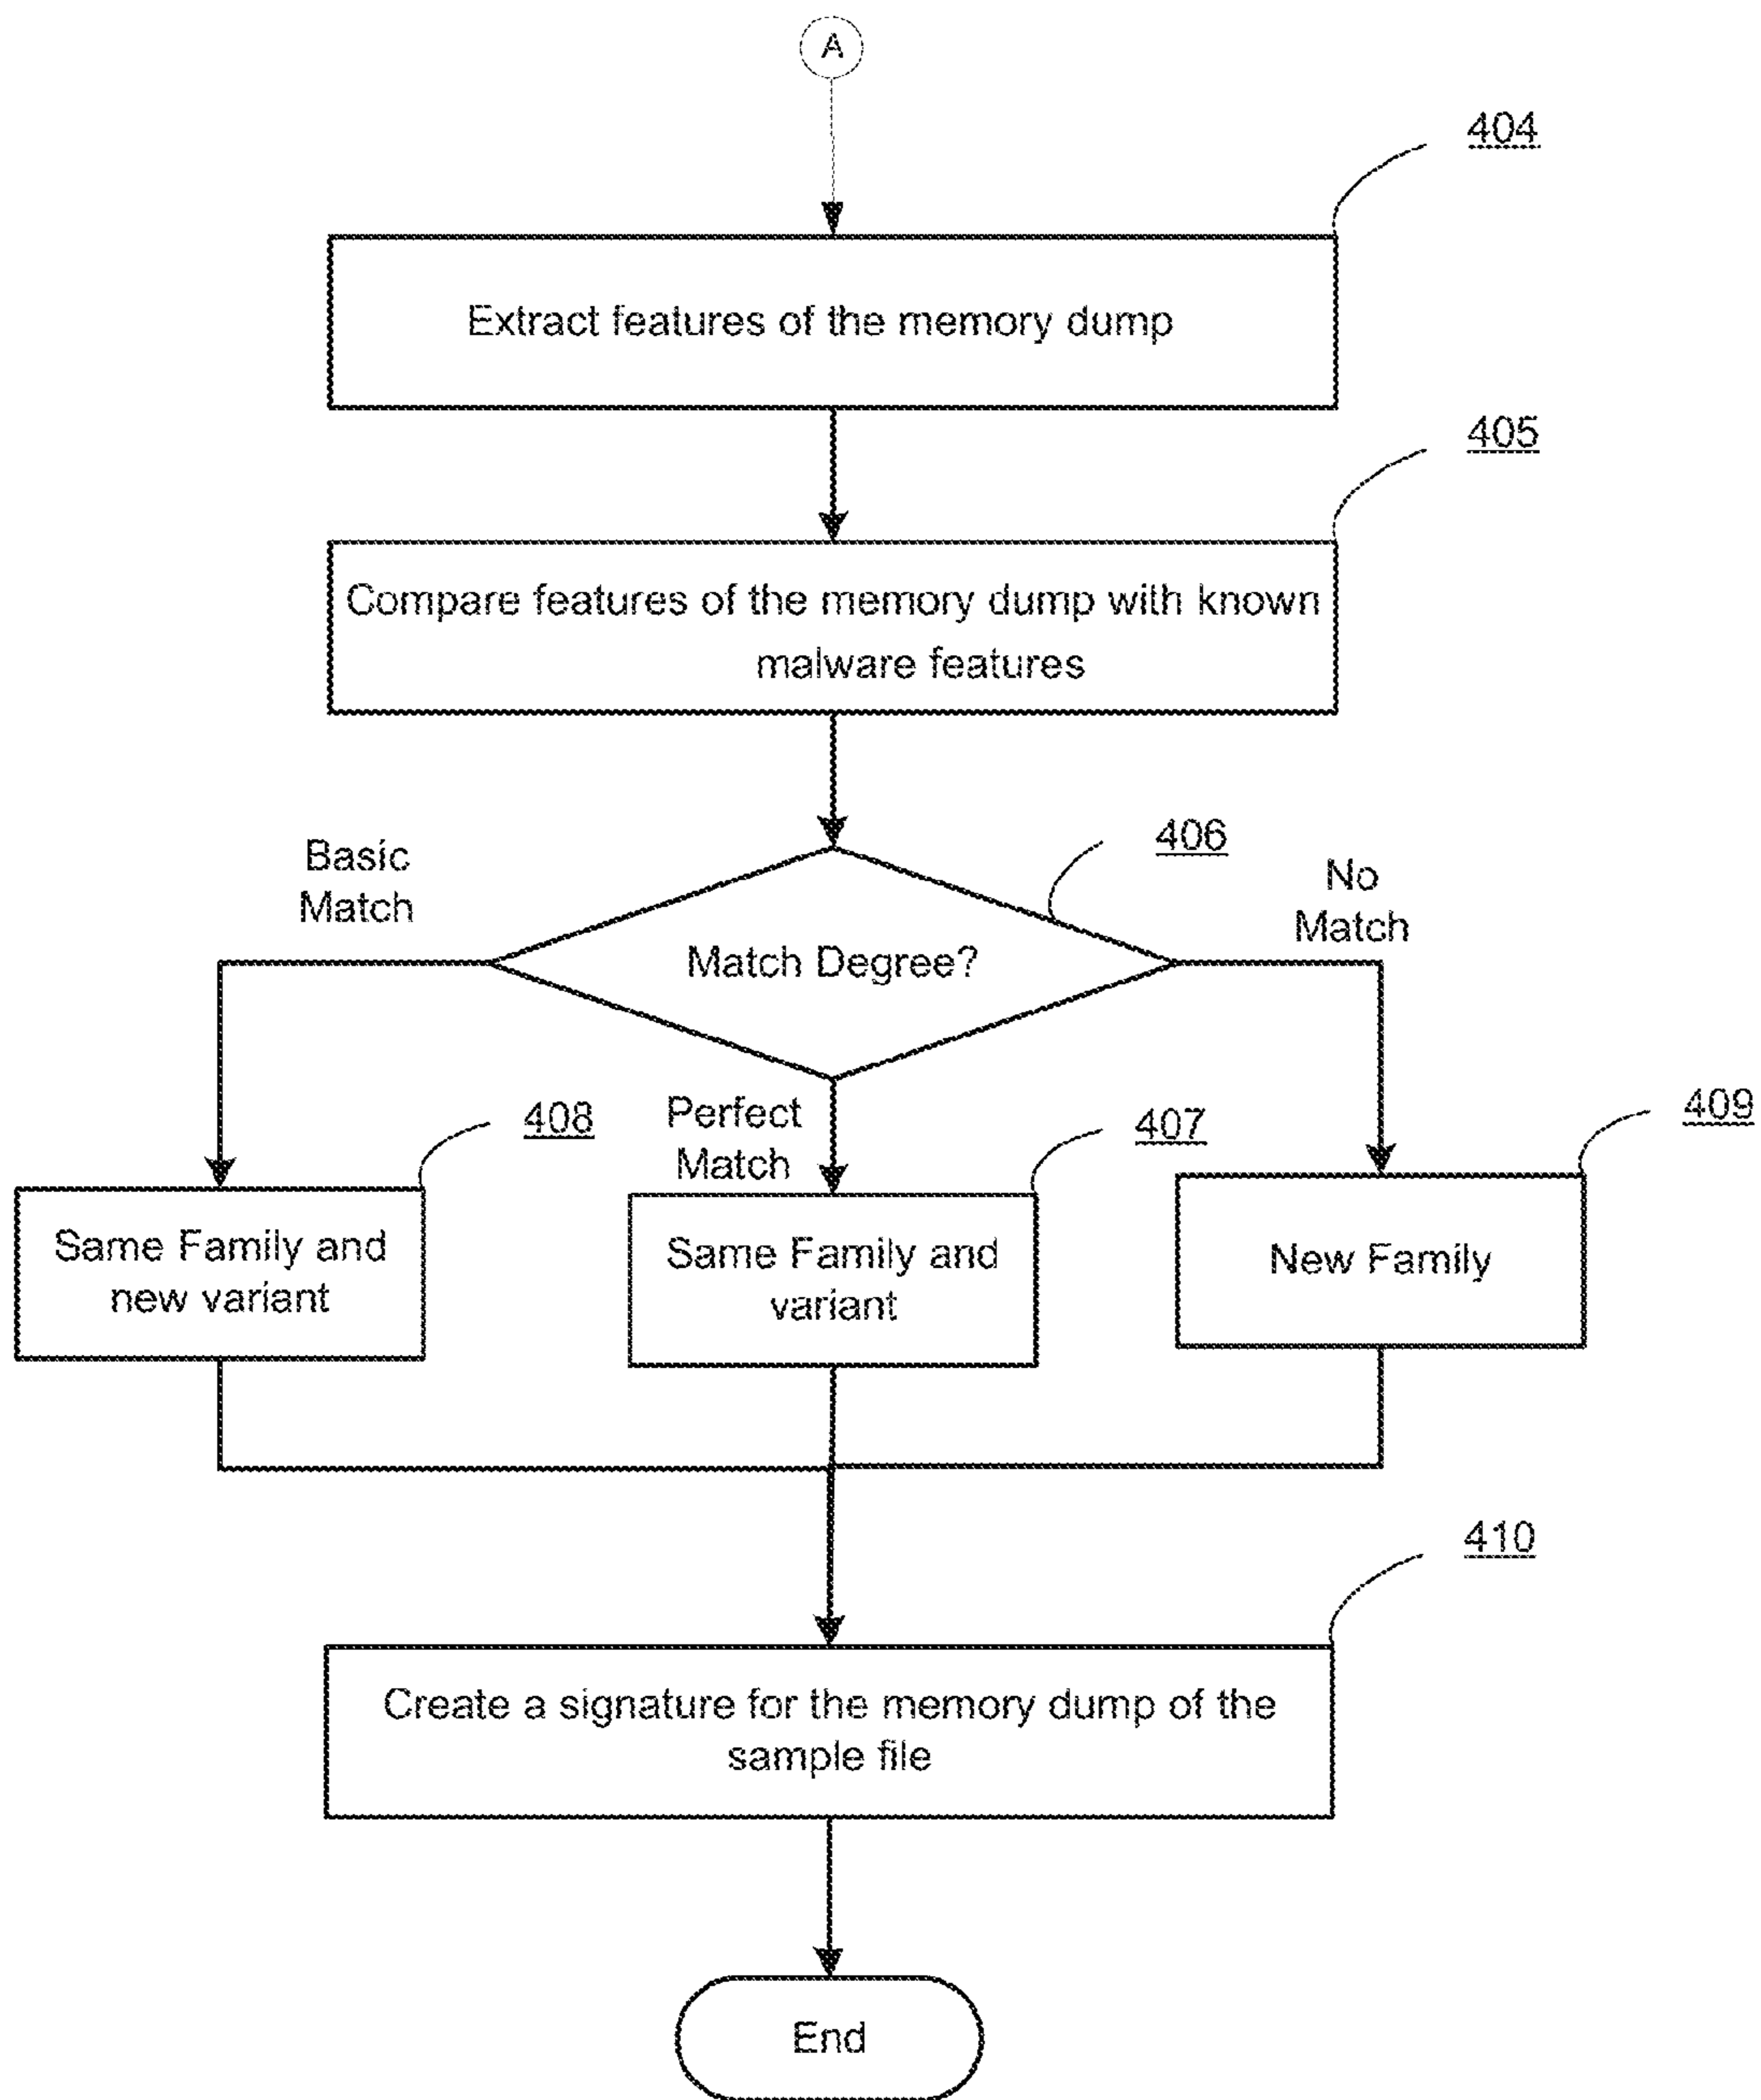 A
404
Extract features of the memory dump
405
Compare features of the memory dump with known
malware features
406
Basic
Match
No
Match
Match Degree?
408
Perfect
Match
407
409
Same Family and
new variant
Same Family and
variant
New Family
410
Create a signature for the memory dump of the
sample file
End